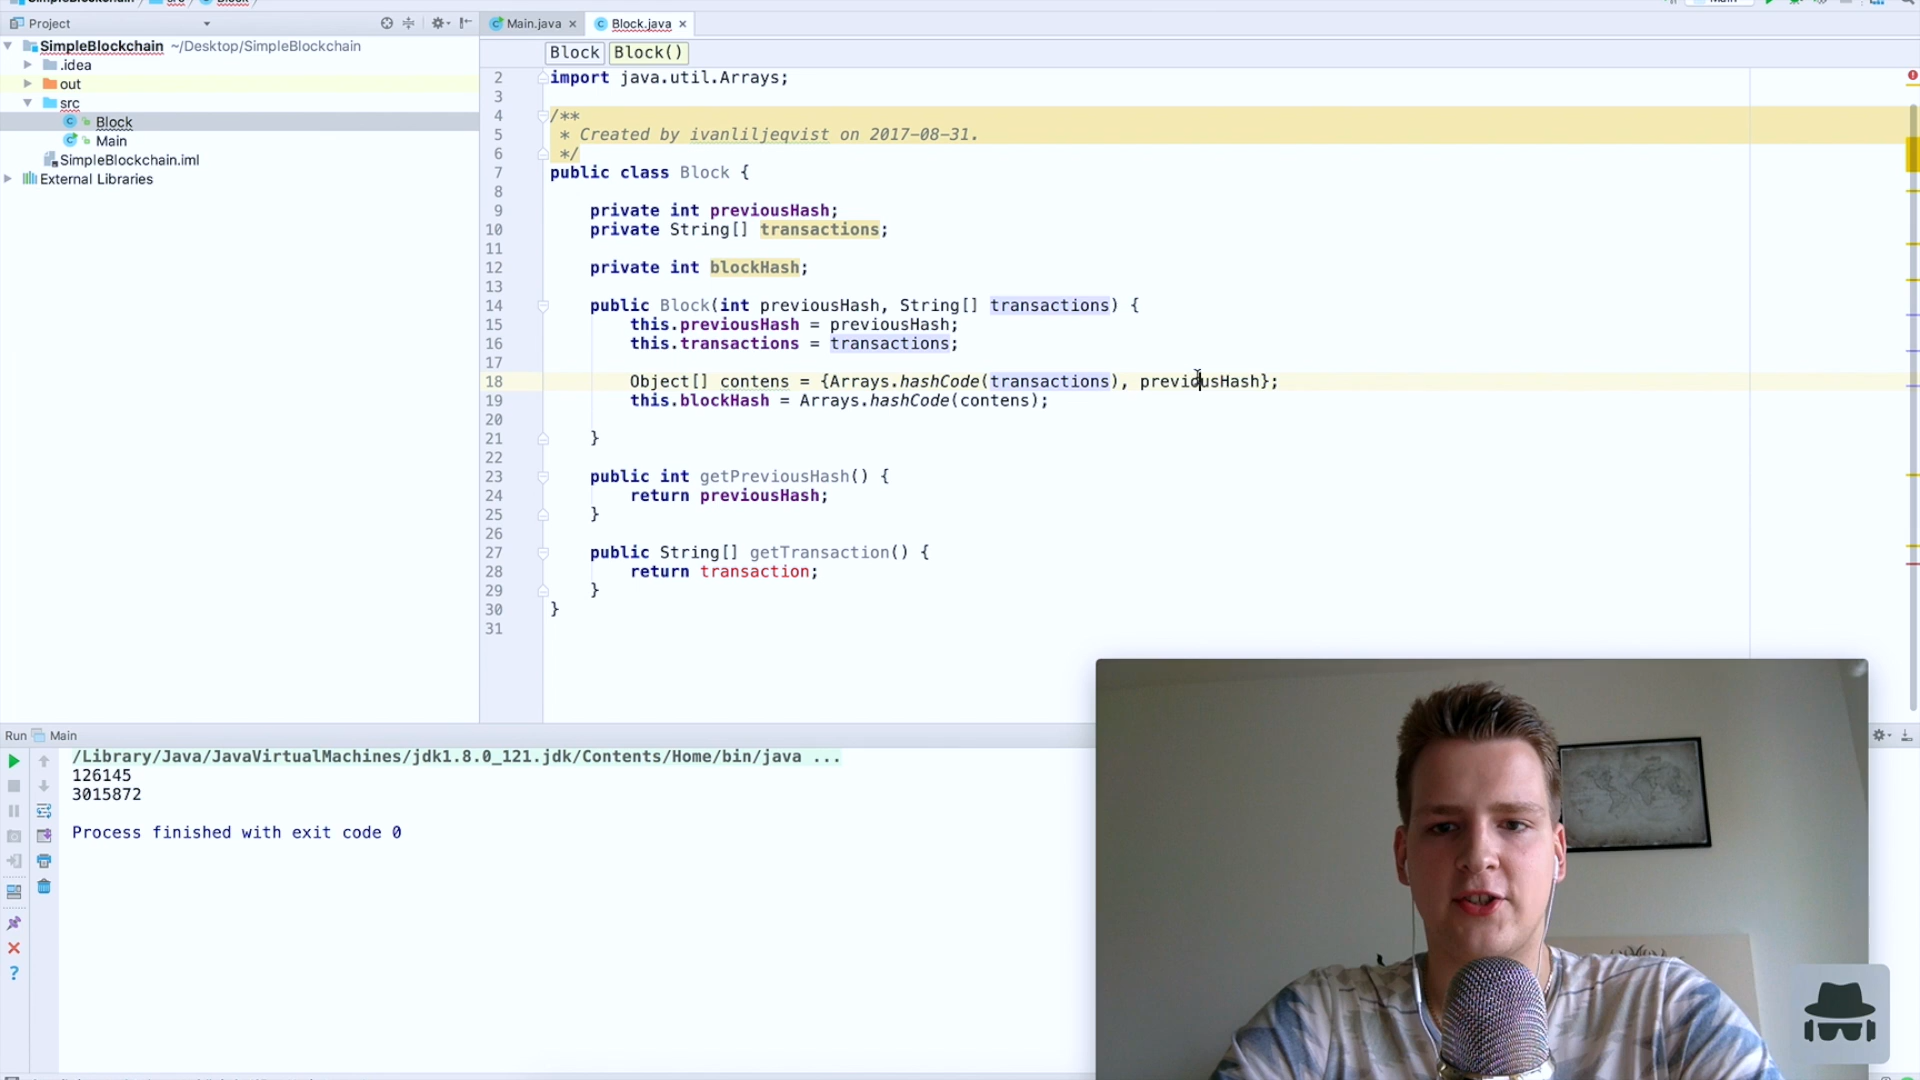 SimpleBlockchain src Block
Main
Project
Main.java
Block.java
SimpleBlockchain ~/Desktop/SimpleBlockchain
.idea
out
src
Block
Main
SimpleBlockchain.iml
External Libraries
Block Block()
2 import java.util.Arrays;
3
4 /**
5 * Created by ivanliljeqvist on 2017-08-31.
6 */
7 public class Block {
8
9 private int previousHash;
10 private String[] transactions;
11
12 private int blockHash;
13
14 public Block(int previousHash, String[] transactions) {
15 this.previousHash = previousHash;
16 this.transactions = transactions;
17
18 Object[] contens = {Arrays.hashCode(transactions), previousHash};
19 this.blockHash = Arrays.hashCode(contens);
20
21 }
22
23 public int getPreviousHash() {
24 return previousHash;
25 }
26
27 public String[] getTransaction() {
28 return transaction;
29 }
30 }
31
Run Main
/Library/Java/JavaVirtualMachines/jdk1.8.0_121.jdk/Contents/Home/bin/java ...
126145
3015872
Process finished with exit code 0